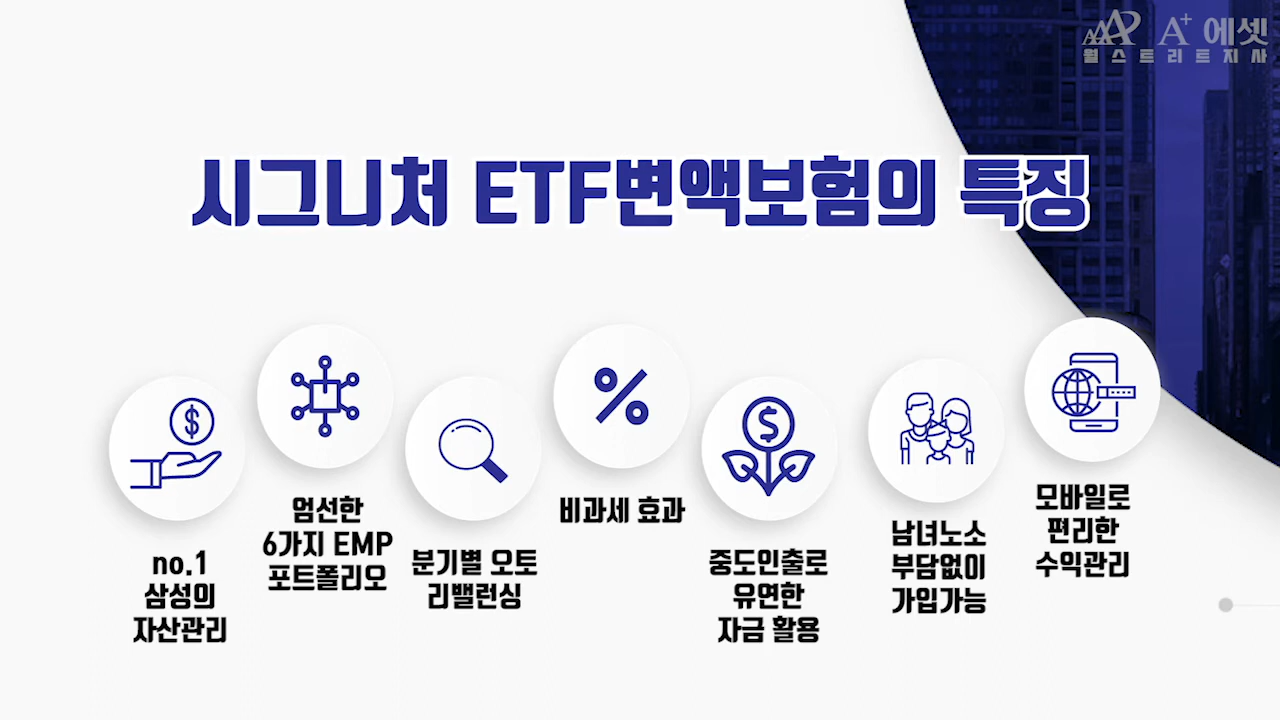 A⁺ 에셋
월스트리트지사
시그니처 ETF변액보험의 특징
no.1
삼성의
자산관리
엄선한
6가지 EMP
포트폴리오
분기별 오토
리밸런싱
비과세 효과
중도인출로
유연한
자금 활용
남녀노소
부담없이
가입가능
모바일로
편리한
수익관리